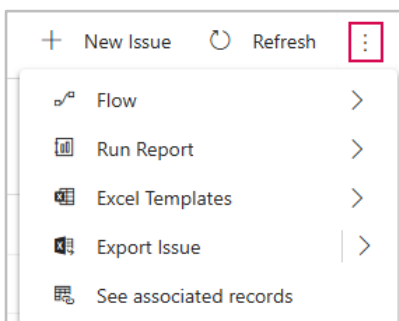 New Issue Refresh
Flow
Run Report
Excel Templates
Export Issue
See associated records